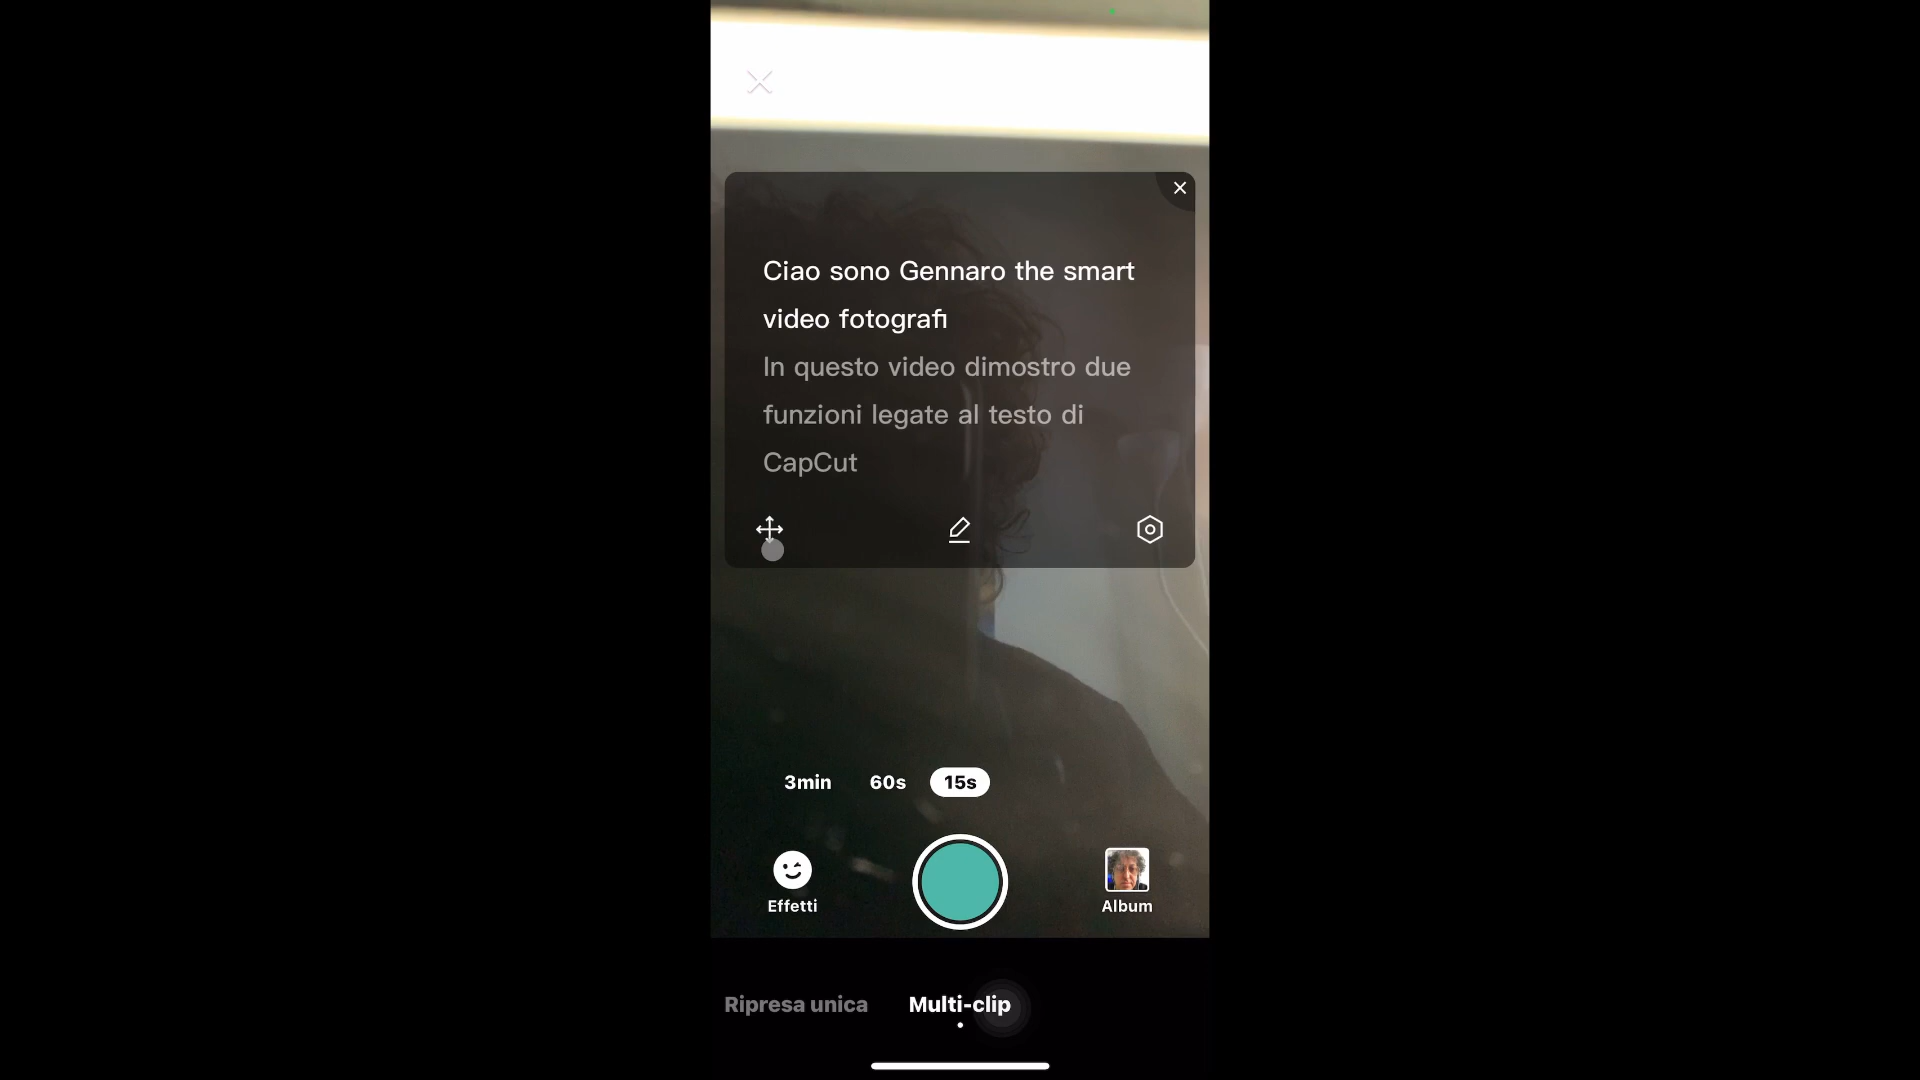 Ciao sono Gennaro the smart
video fotografi
In questo video dimostro due
funzioni legate al testo di
CapCut
3min 60s 15s
Effetti
Album
Ripresa unica Multi-clip